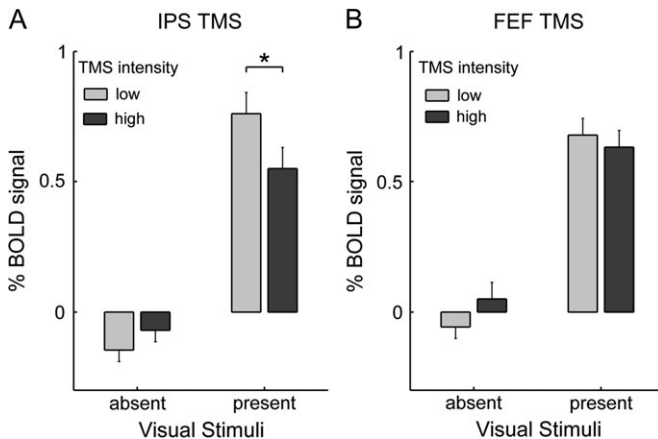 A
IPS TMS
1
TMS intensity
low
high
*
0.5
0
% BOLD signal
absent
present
Visual Stimuli
B
FEF TMS
1
TMS intensity
low
high
0.5
0
% BOLD signal
absent
present
Visual Stimuli